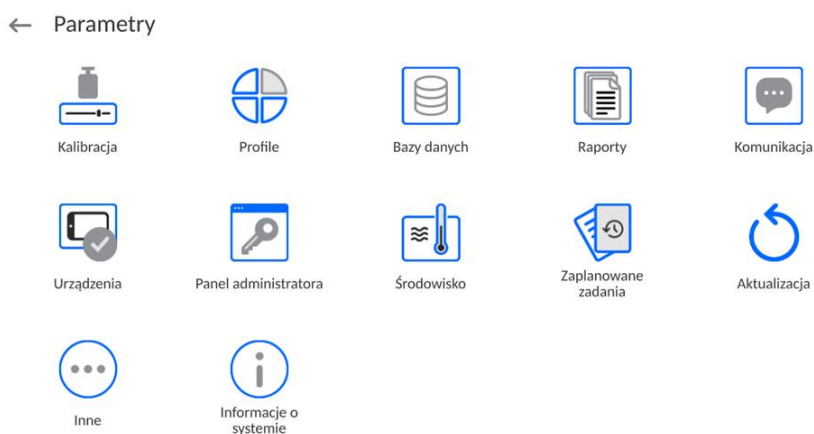 Parametry
Kalibracja
Profile
Bazy danych
Raporty
Komunikacja
Urządzenia
Panel administratora
Środowisko
Zaplanowane
zadania
Aktualizacja
Inne
Informacje o
systemie